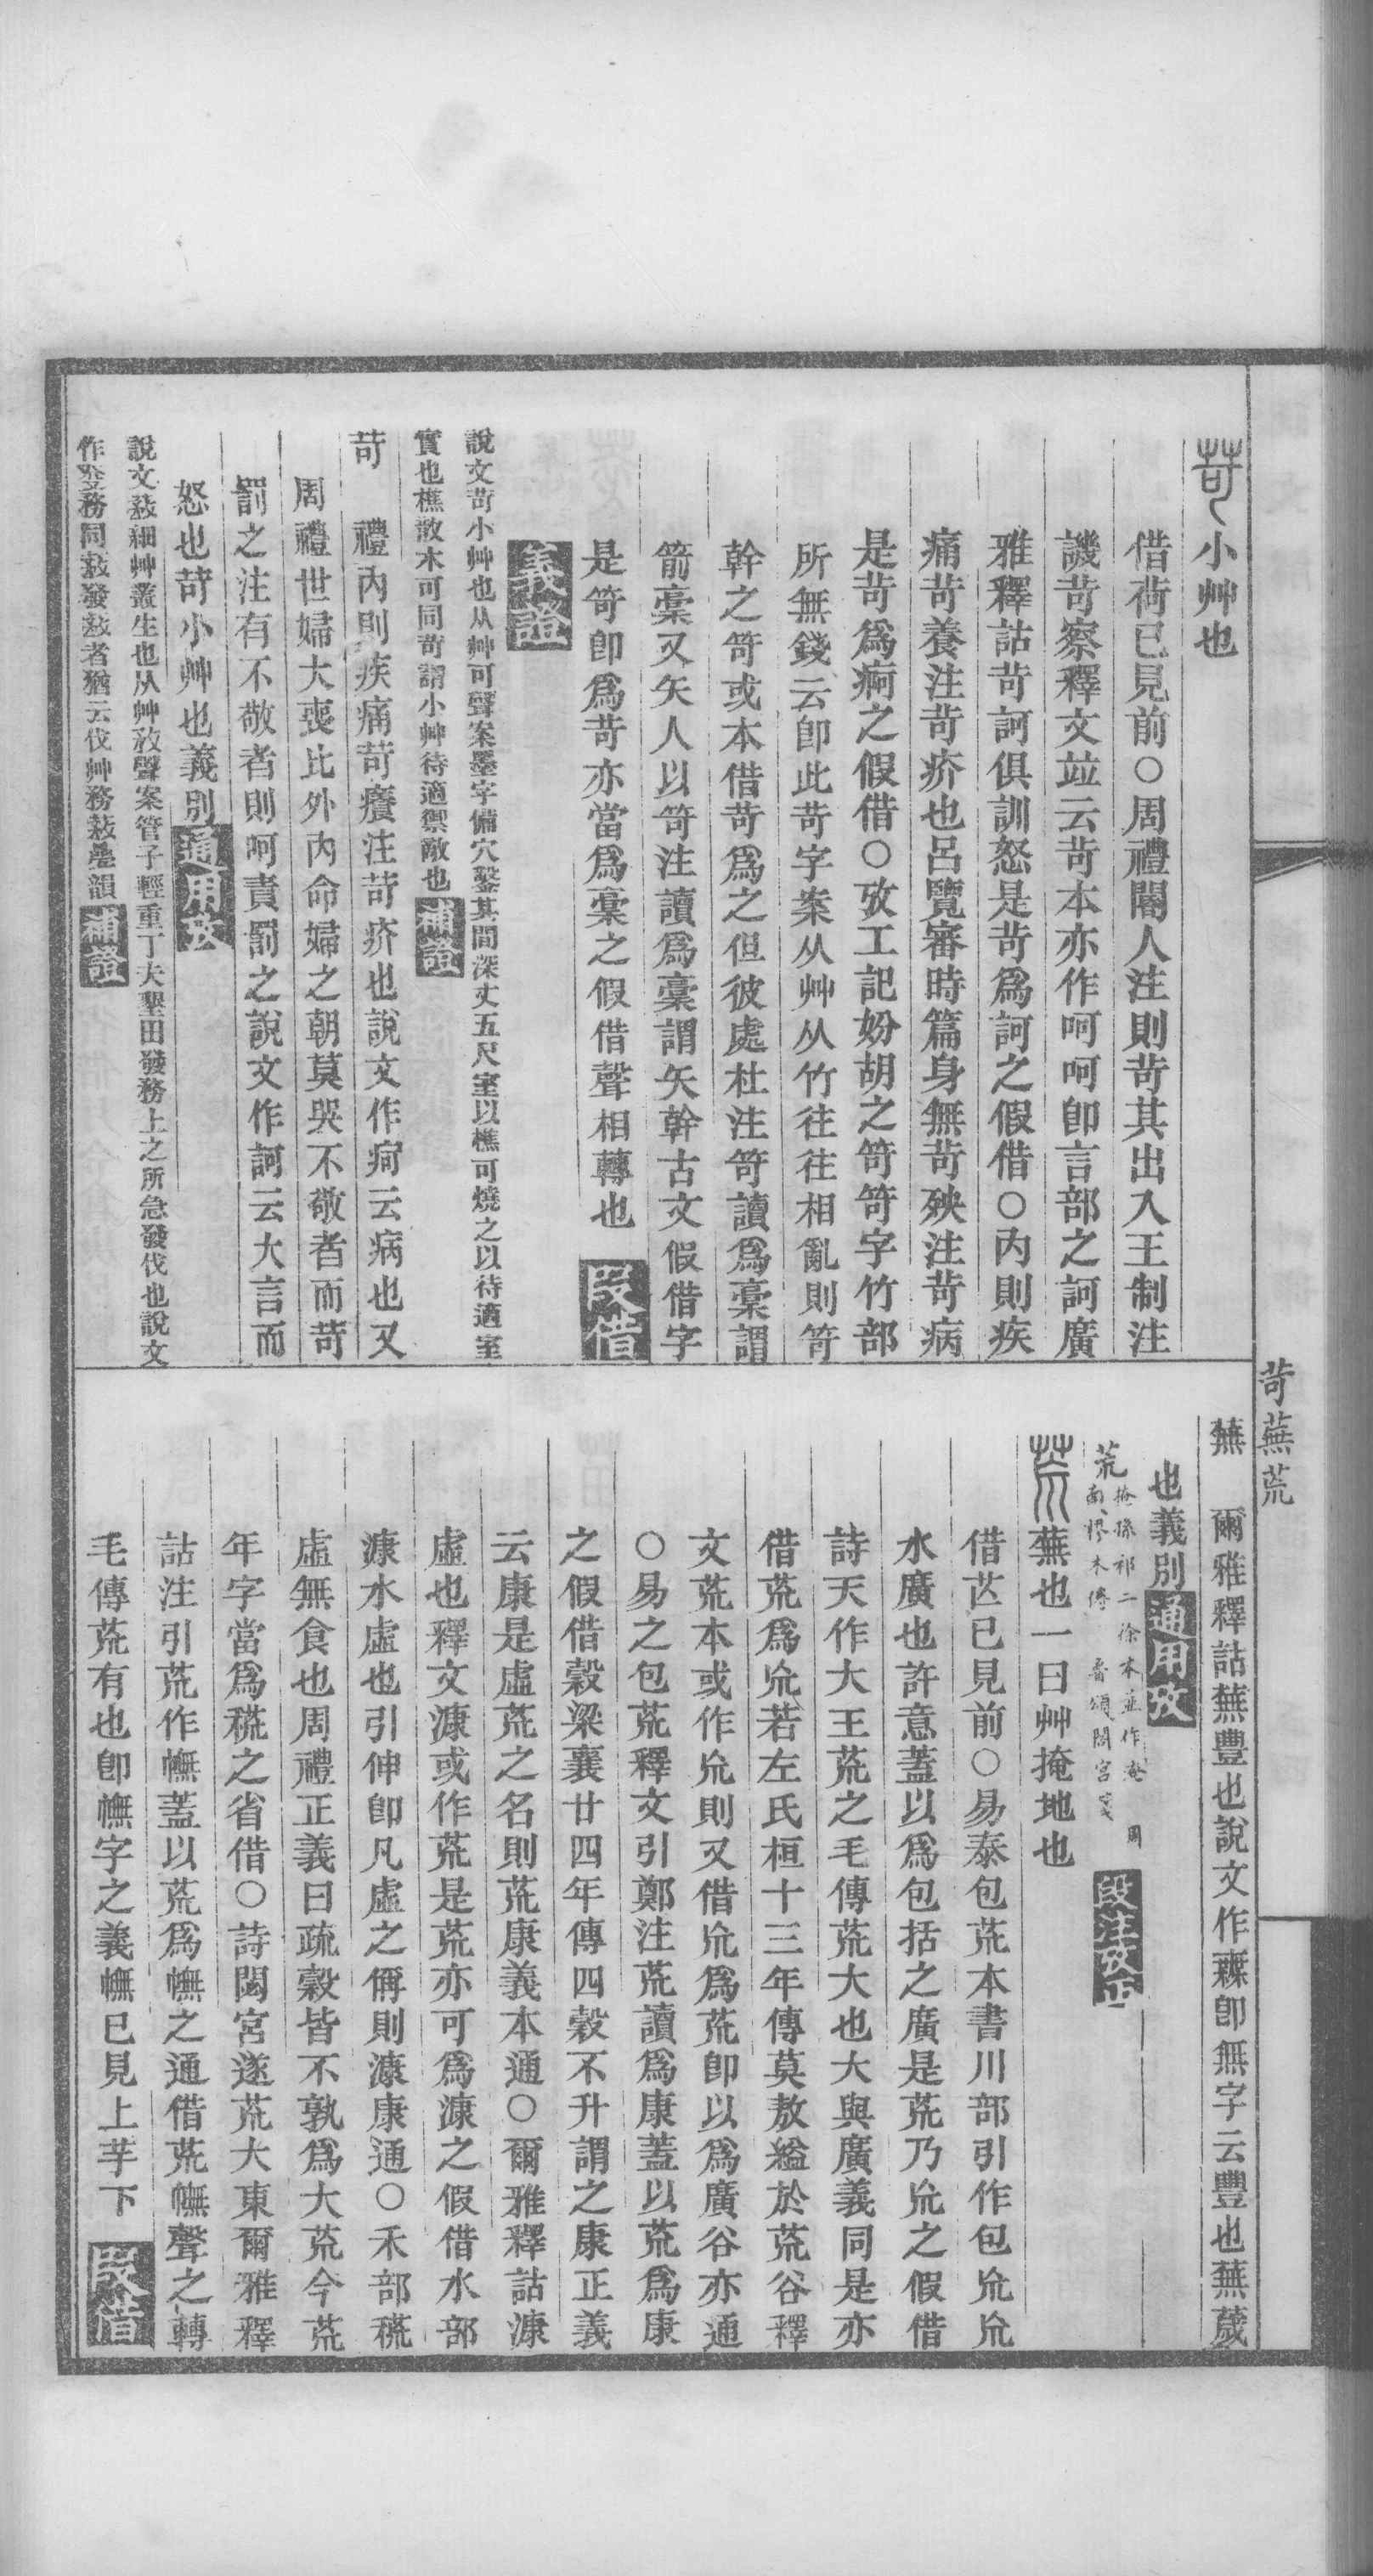 苛小艸也
借荷已見前○周禮閽人注則苛其出入王制注
譏苛察釋文竝云苛本亦作呵呵卽言部之訶廣
雅釋詁苛訶俱訓怒是苛爲訶之假借○內則疾
痛苛養注苛疥也呂覽審時篇身無苛殃注苛病
是苛爲痾之假借○攷工記妢胡之笴笴字竹部
所無錢云卽此苛字案从艸从竹往往相亂則笴
幹之笴或本借苛爲之但彼處杜注笴讀爲稾謂
箭稾又矢人以笴注讀爲稾謂矢幹古文假借字
是笴卽爲苛亦當爲稾之假借聲相轉也 段借
義證
說文苛小艸也从艸可聲案墨字備穴鑿其間深丈五尺室以樵可燒之以待適室
實也樵散木可同苛謂小艸待適禦敵也 補證
苛 禮內則疾痛苛癢注苛疥也說文作疴云病也又
周禮世婦大喪比外內命婦之朝莫哭不敬者而苛
罰之注有不敬者則呵責罰之說文作訶云大言而
怒也苛小艸也義別 通用攷
說文蔜細艸叢生也从艸敄聲案管子輕重丁夫墾田發務上之所急發伐也說文
作癹務同蔜發蔜者猶云伐艸務蔜疊韻 補證
苛蕪荒
蕪 爾雅釋詁蕪豐也說文作橆卽無字云豐也蕪薉
也義別 通用攷
荒 掩孫祁二徐本並作淹 周
南樛木傳 魯頌閟宮箋 段注攷正
荒蕪也一曰艸掩地也
借㡃已見前○易泰包荒本書川部引作包巟巟
水廣也許意蓋以爲包括之廣是荒乃巟之假借
詩天作大王荒之毛傳荒大也大與廣義同是亦
借荒爲巟若左氏桓十三年傳莫敖縊於荒谷釋
文荒本或作巟則又借巟爲荒卽以爲廣谷亦通
○易之包荒釋文引鄭注荒讀爲康蓋以荒爲康
之假借穀梁襄廿四年傳四穀不升謂之康正義
云康是虛荒之名則荒康義本通○爾雅釋詁漮
虛也釋文漮或作荒是荒亦可爲漮之假借水部
漮水虛也引伸卽凡虛之偁則漮康通○禾部𥞫
虛無食也周禮正義曰疏穀皆不孰爲大荒今荒
年字當爲𥞫之省借○詩閟宮遂荒大東爾雅釋
詁注引荒作幠蓋以荒爲幠之通借荒幠聲之轉
毛傳荒有也卽幠字之義幠已見上芋下 段借